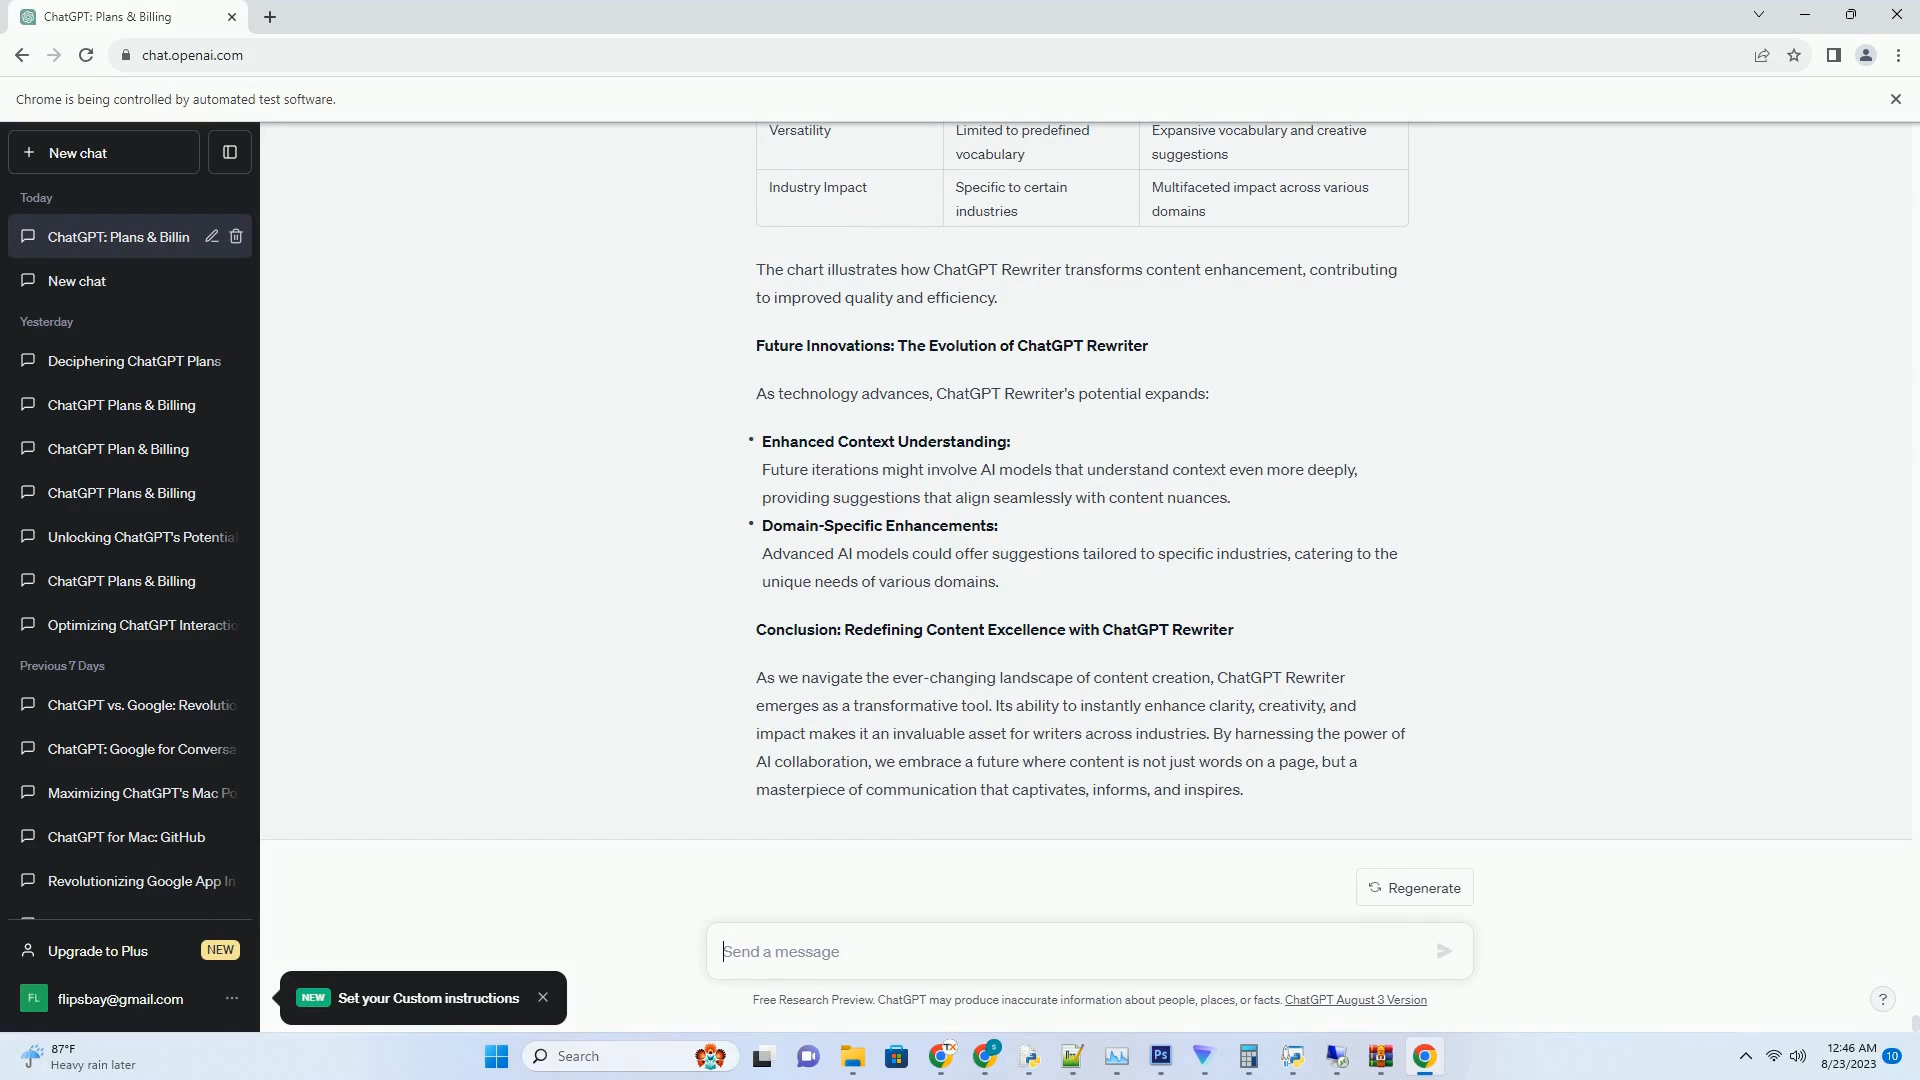 ChatGPT: Plans & Billing
chat.openai.com
Chrome is being controlled by automated test software.
New chat
Today
ChatGPT: Plans & Billin
New chat
Yesterday
Deciphering ChatGPT Plans
ChatGPT Plans & Billing
ChatGPT Plan & Billing
ChatGPT Plans & Billing
Unlocking ChatGPT's Potential
ChatGPT Plans & Billing
Optimizing ChatGPT Interactio
Previous 7 Days
ChatGPT vs. Google: Revolutio
ChatGPT: Google for Conversa
Maximizing ChatGPT's Mac Po
ChatGPT for Mac: GitHub
Revolutionizing Google App In
Upgrade to Plus NEW
FL flipsbay@gmail.com
NEW Set your Custom instructions
Versatility
Limited to predefined
vocabulary
Expansive vocabulary and creative
suggestions
Industry Impact
Specific to certain
industries
Multifaceted impact across various
domains
The chart illustrates how ChatGPT Rewriter transforms content enhancement, contributing
to improved quality and efficiency.
Future Innovations: The Evolution of ChatGPT Rewriter
As technology advances, ChatGPT Rewriter's potential expands:
• Enhanced Context Understanding:
Future iterations might involve AI models that understand context even more deeply,
providing suggestions that align seamlessly with content nuances.
• Domain-Specific Enhancements:
Advanced AI models could offer suggestions tailored to specific industries, catering to the
unique needs of various domains.
Conclusion: Redefining Content Excellence with ChatGPT Rewriter
As we navigate the ever-changing landscape of content creation, ChatGPT Rewriter
emerges as a transformative tool. Its ability to instantly enhance clarity, creativity, and
impact makes it an invaluable asset for writers across industries. By harnessing the power of
AI collaboration, we embrace a future where content is not just words on a page, but a
masterpiece of communication that captivates, informs, and inspires.
Regenerate
Send a message
Free Research Preview. ChatGPT may produce inaccurate information about people, places, or facts. ChatGPT August 3 Version
?
87°F
Heavy rain later
Search
TX
S
Ps
12:46 AM
8/23/2023
10